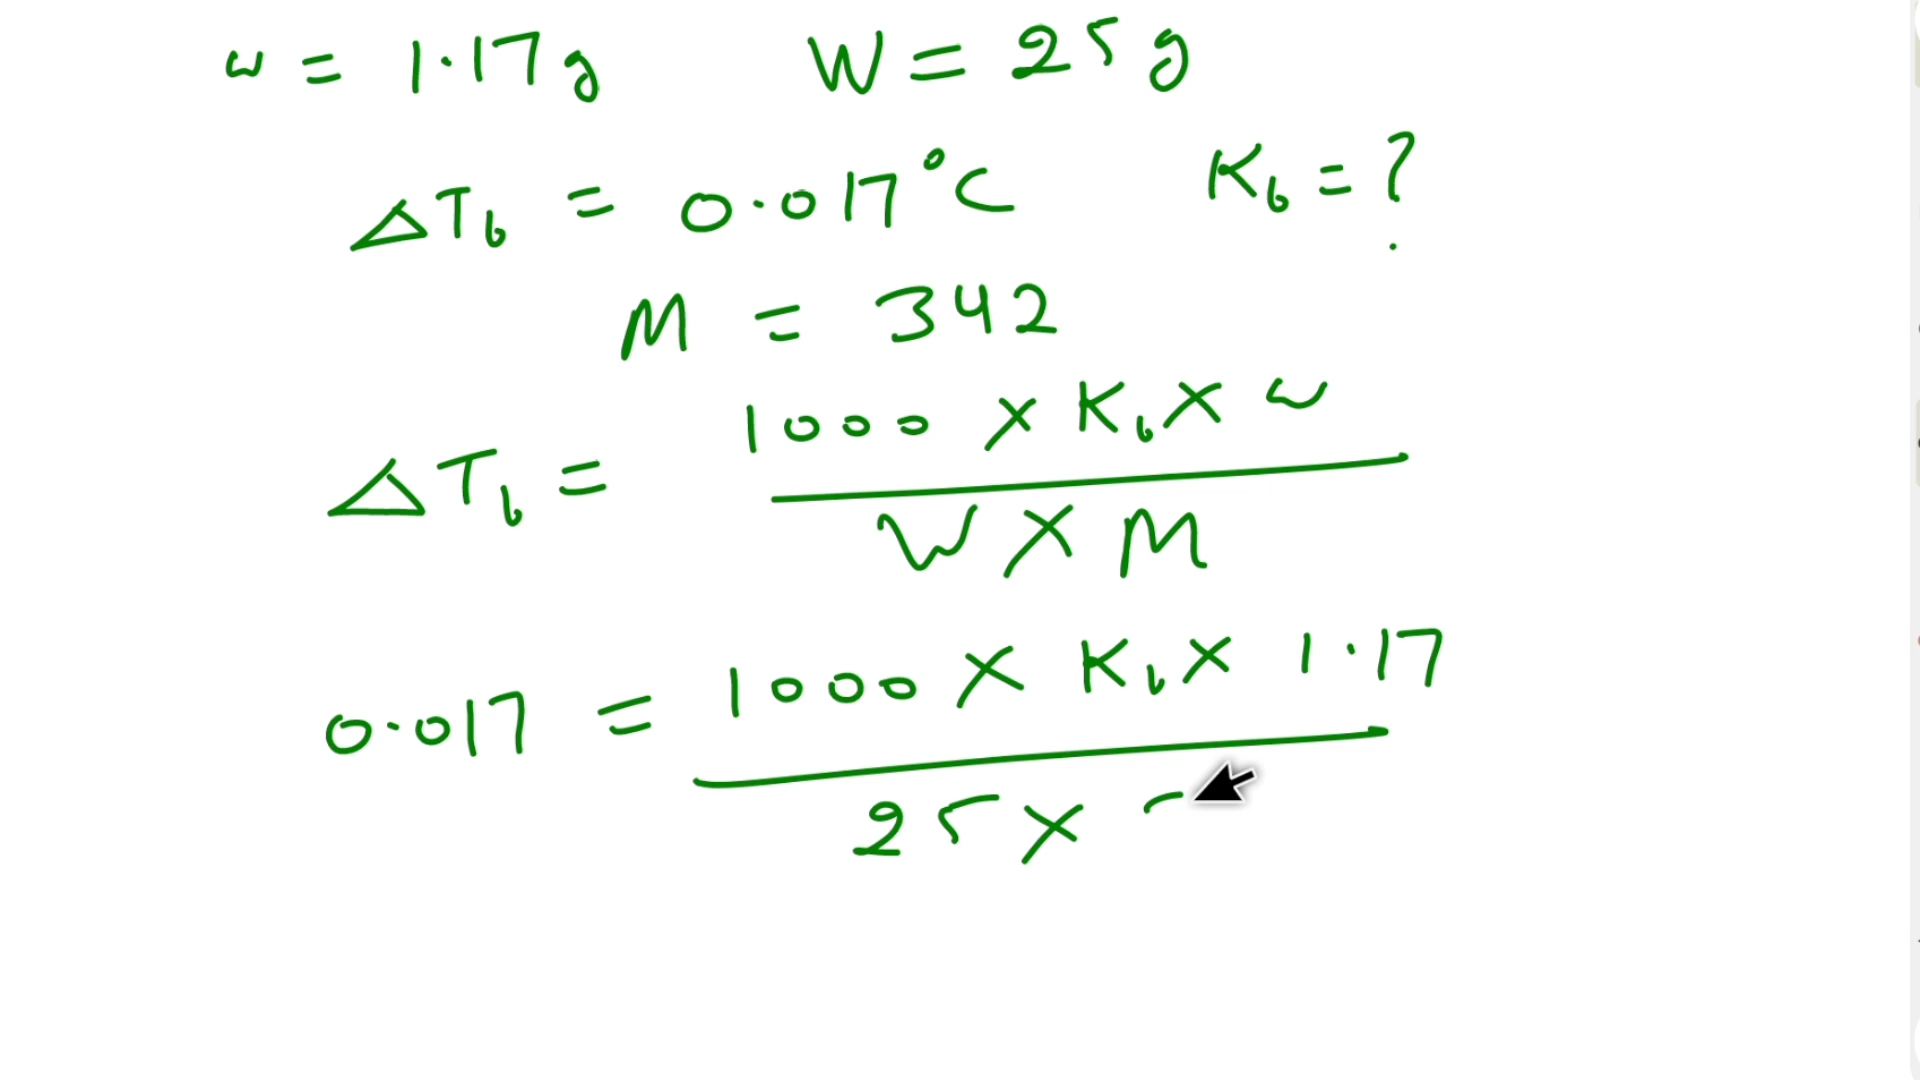 w = 1.17g W = 25g
ΔTb = 0.017°C Kb = ?
M = 342
ΔTb = 1000 × Kb × w
W × M
0.017 = 1000 × Kb × 1.17
25 ×